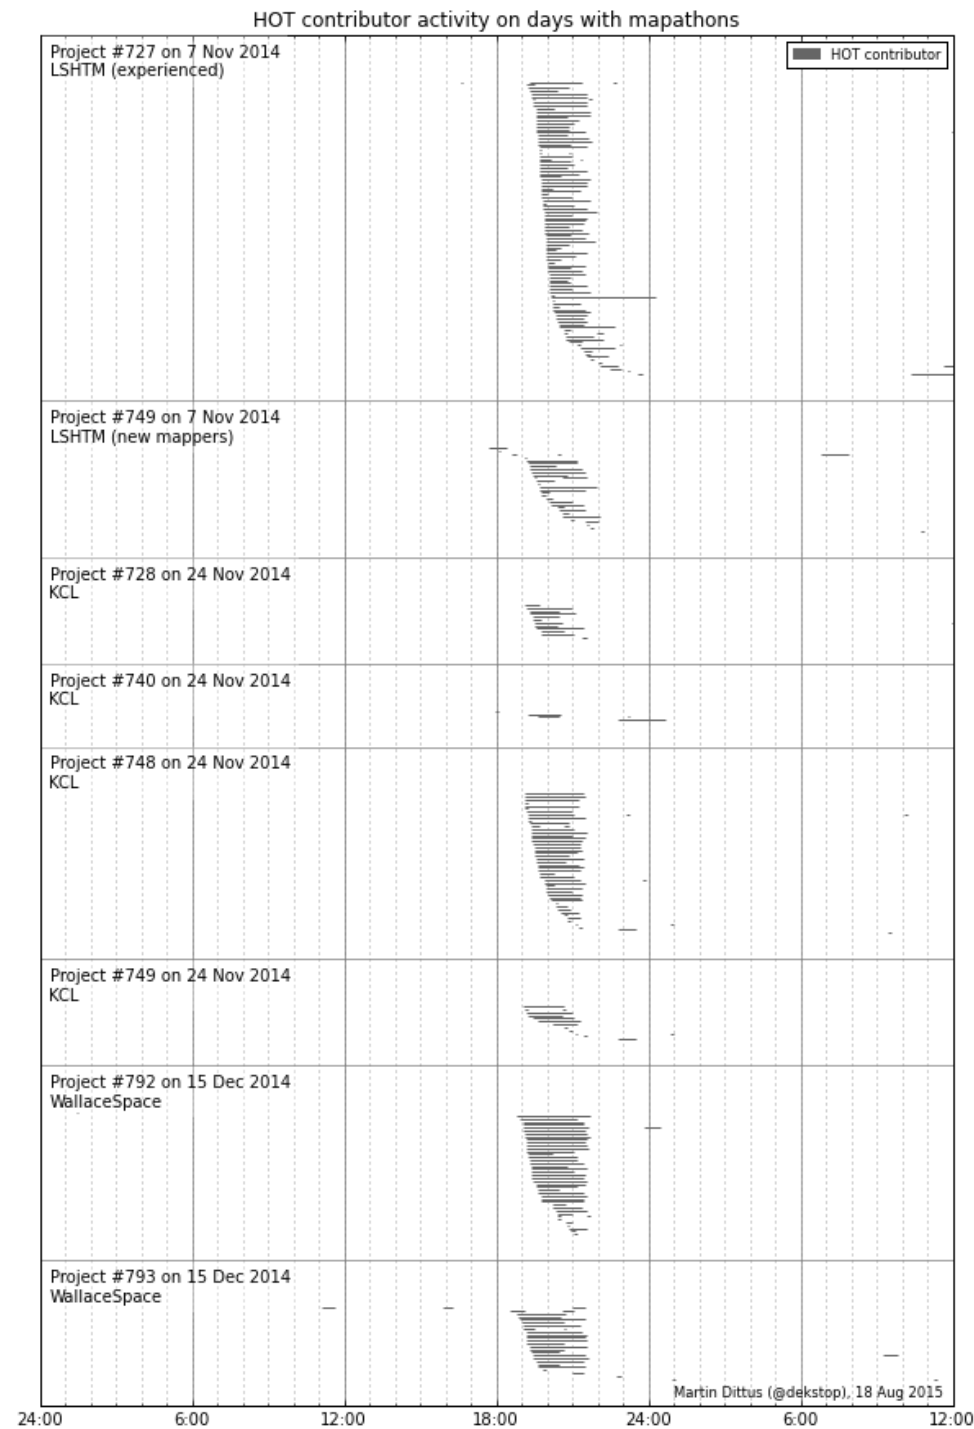 HOT contributor activity on days with mapathons
Project #727 on 7 Nov 2014
LSHTM (experienced)
HOT contributor
Project #749 on 7 Nov 2014
LSHTM (new mappers)
Project #728 on 24 Nov 2014
KCL
Project #740 on 24 Nov 2014
KCL
Project #748 on 24 Nov 2014
KCL
Project #749 on 24 Nov 2014
KCL
Project #792 on 15 Dec 2014
WallaceSpace
Project #793 on 15 Dec 2014
WallaceSpace
Martin Dittus (@dekstop), 18 Aug 2015
24:00 6:00 12:00 18:00 24:00 6:00 12:00